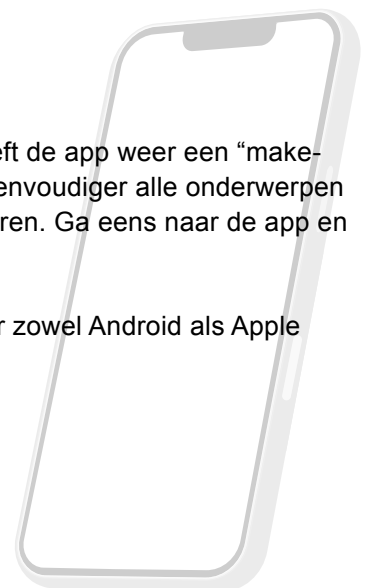 de app weer een “make-
envoudiger alle onderwerpen
ren. Ga eens naar de app en
zowel Android als Apple